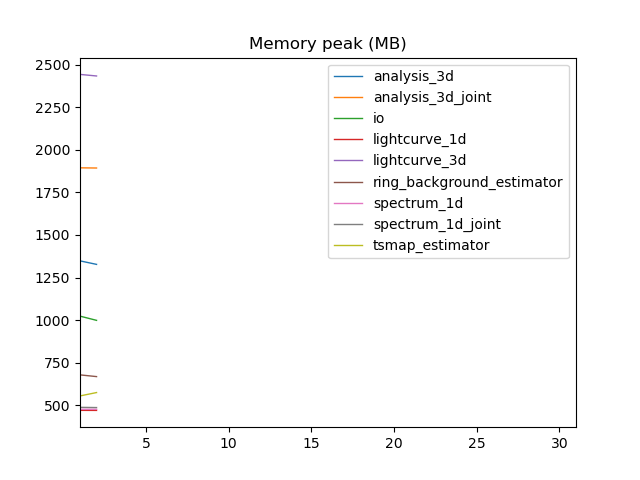 Memory peak (MB)
2500
2250
2000
1750
1500
1250
1000
750
500
analysis_3d
analysis_3d_joint
io
lightcurve_1d
lightcurve_3d
ring_background_estimator
spectrum_1d
spectrum_1d_joint
tsmap_estimator
5 10 15 20 25 30